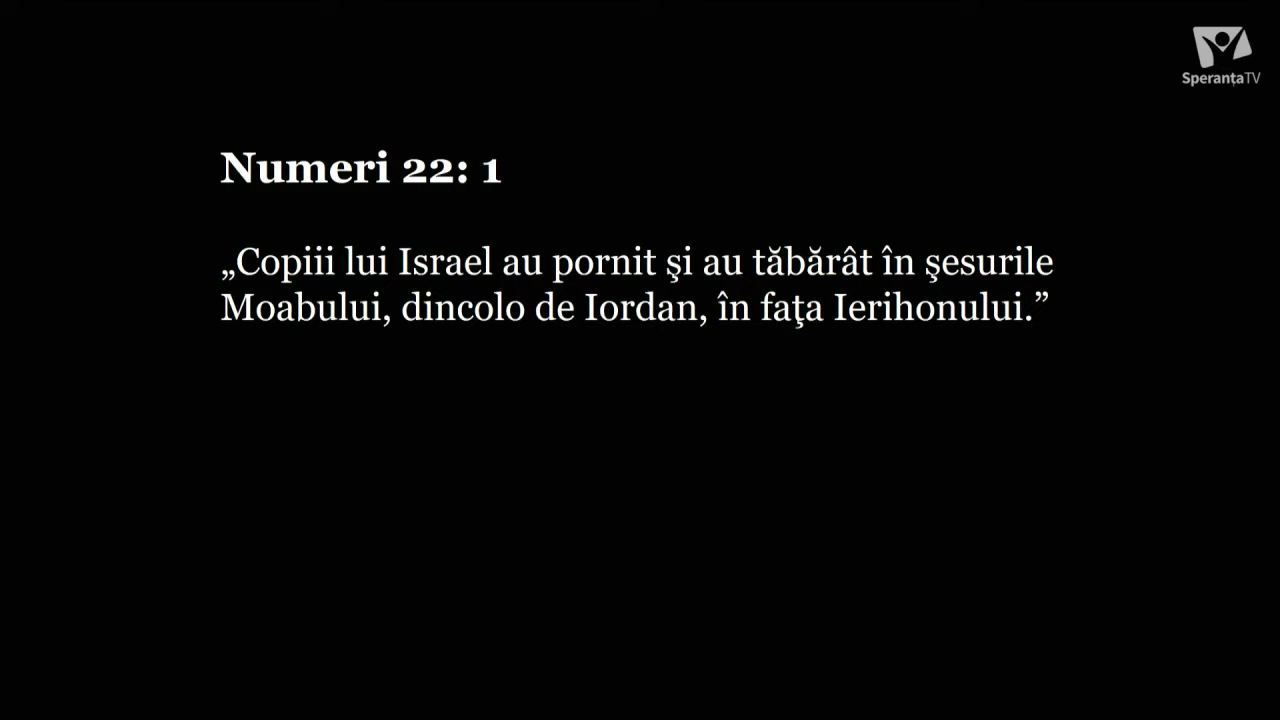 SperanțaTV
Numeri 22: 1
„Copiii lui Israel au pornit şi au tăbărât în şesurile
Moabului, dincolo de Iordan, în faţa Ierihonului.”